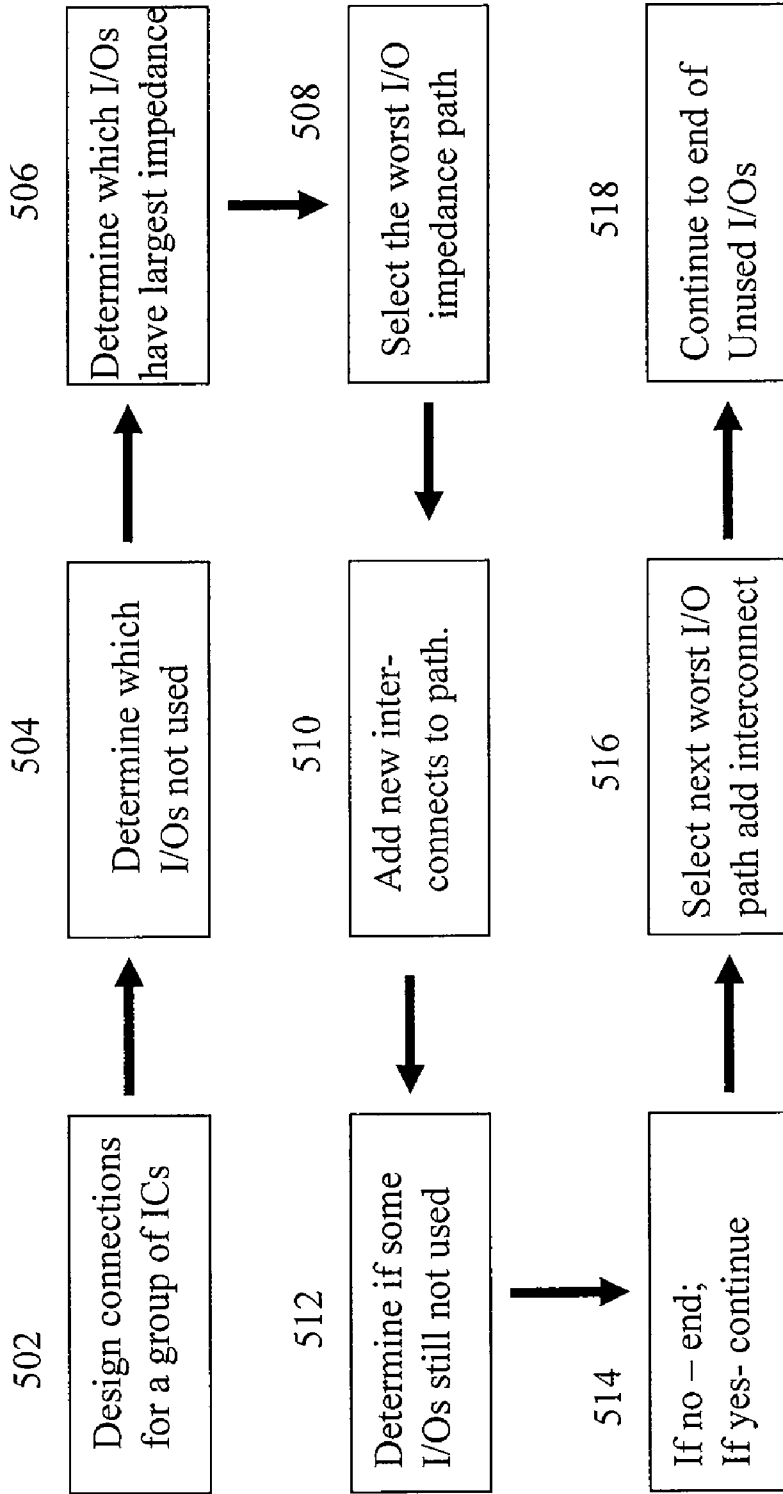 502
Design connections
for a group of ICs
504
Determine which
I/Os not used
506
Determine which I/Os
have largest impedance
508
Select the worst I/O
impedance path
510
Add new inter-
connects to path.
512
Determine if some
I/Os still not used
514
If no – end;
If yes- continue
516
Select next worst I/O
path add interconnect
518
Continue to end of
Unused I/Os